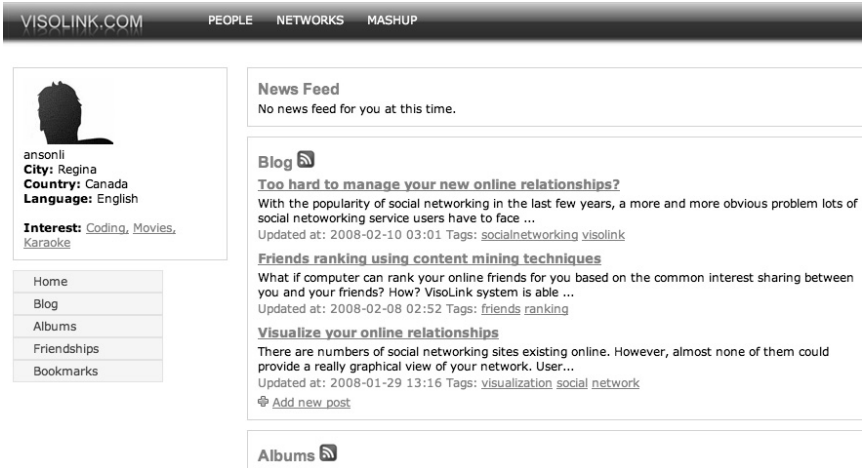 VISOLINK.COM
PEOPLE NETWORKS MASHUP
ansonli
City: Regina
Country: Canada
Language: English
Interest: Coding, Movies,
Karaoke
Home
Blog
Albums
Friendships
Bookmarks
News Feed
No news feed for you at this time.
Blog
Too hard to manage your new online relationships?
With the popularity of social networking in the last few years, a more and more obvious problem lots of
social netoworking service users have to face ...
Updated at: 2008-02-10 03:01 Tags: socialnetworking visolink
Friends ranking using content mining techniques
What if computer can rank your online friends for you based on the common interest sharing between
you and your friends? How? VisoLink system is able ...
Updated at: 2008-02-08 02:52 Tags: friends ranking
Visualize your online relationships
There are numbers of social networking sites existing online. However, almost none of them could
provide a really graphical view of your network. User...
Updated at: 2008-01-29 13:16 Tags: visualization social network
Add new post
Albums